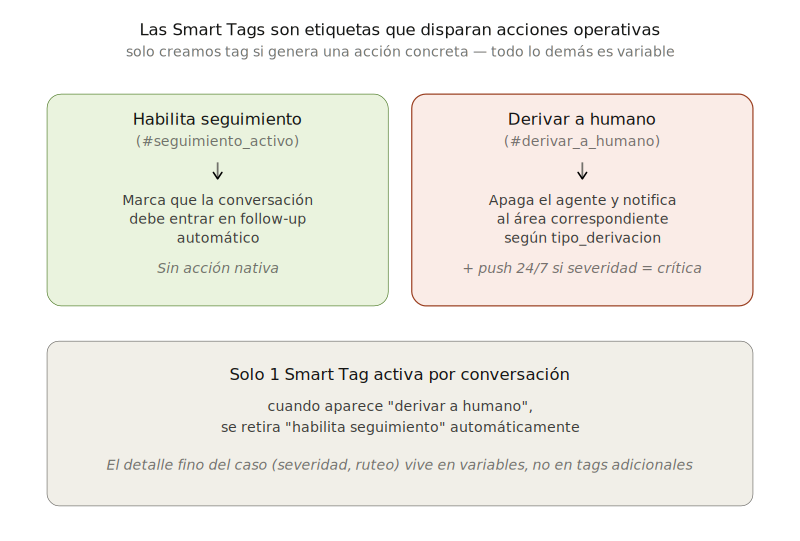 Las Smart Tags son etiquetas que disparan acciones operativas
solo creamos tag si genera una acción concreta — todo lo demás es variable
Habilita seguimiento
(#seguimiento_activo)
Marca que la conversación
debe entrar en follow-up
automático
Sin acción nativa
Derivar a humano
(#derivar_a_humano)
Apaga el agente y notifica
al área correspondiente
según tipo_derivacion
+ push 24/7 si severidad = crítica
Solo 1 Smart Tag activa por conversación
cuando aparece "derivar a humano",
se retira "habilita seguimiento" automáticamente
El detalle fino del caso (severidad, ruteo) vive en variables, no en tags adicionales